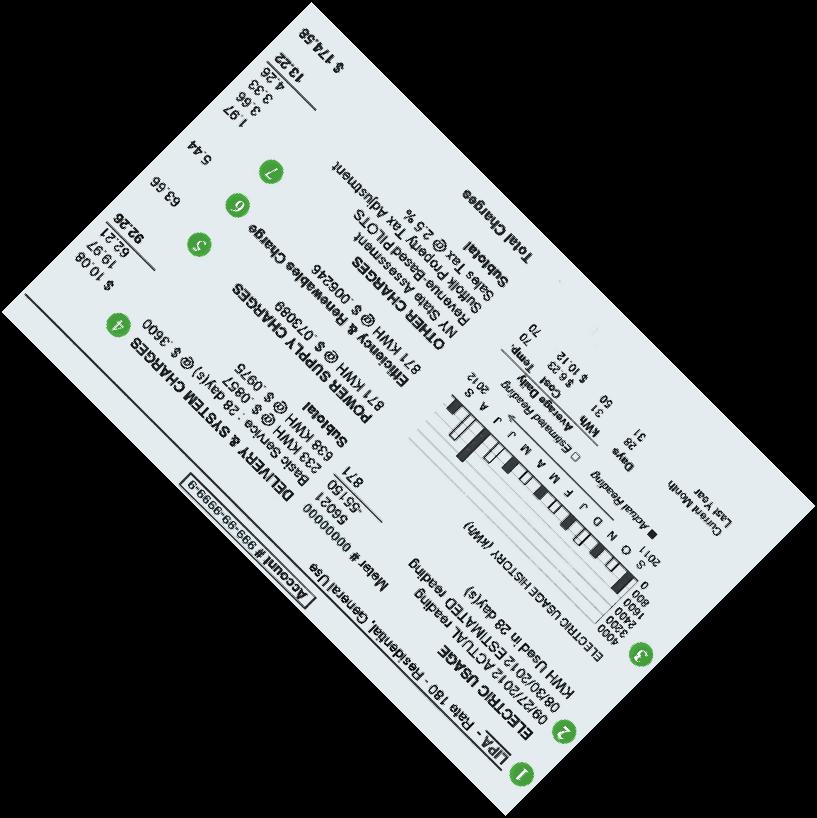 1 LIPA - Rate 180 - Residential, General Use Account # 999-99-9999-9
2 ELECTRIC USAGE Meter # 00000000
09/27/2012 ACTUAL reading 56021
08/30/2012 ESTIMATED reading -55150
KWH Used in 28 day(s) 871
3 ELECTRIC USAGE HISTORY (kWh)
4000
3200
2400
1600
800
0
S O N D J F M A M J J A S
2011 2012
■ Actual Reading □ Estimated Reading
Average Daily
Days kWh Cost Temp.
Current Month 28 31 $ 6.23 70
Last Year 31 50 $ 10.12 70
4 DELIVERY & SYSTEM CHARGES
Basic Service : 28 day(s) @ $ .3600 $ 10.08
233 KWH @ $ .0857 19.97
638 KWH @ $ .0975 62.21
Subtotal 92.26
5 POWER SUPPLY CHARGES
871 KWH @ $ .073089 63.66
6 Efficiency & Renewables Charge
871 KWH @ $ .006246 5.44
7 OTHER CHARGES
NY State Assessment 1.97
Revenue-Based PILOTS 3.66
Suffolk Property Tax Adjustment 3.33
Sales Tax @ 2.5 % 4.26
Subtotal 13.22
Total Charges $ 174.58